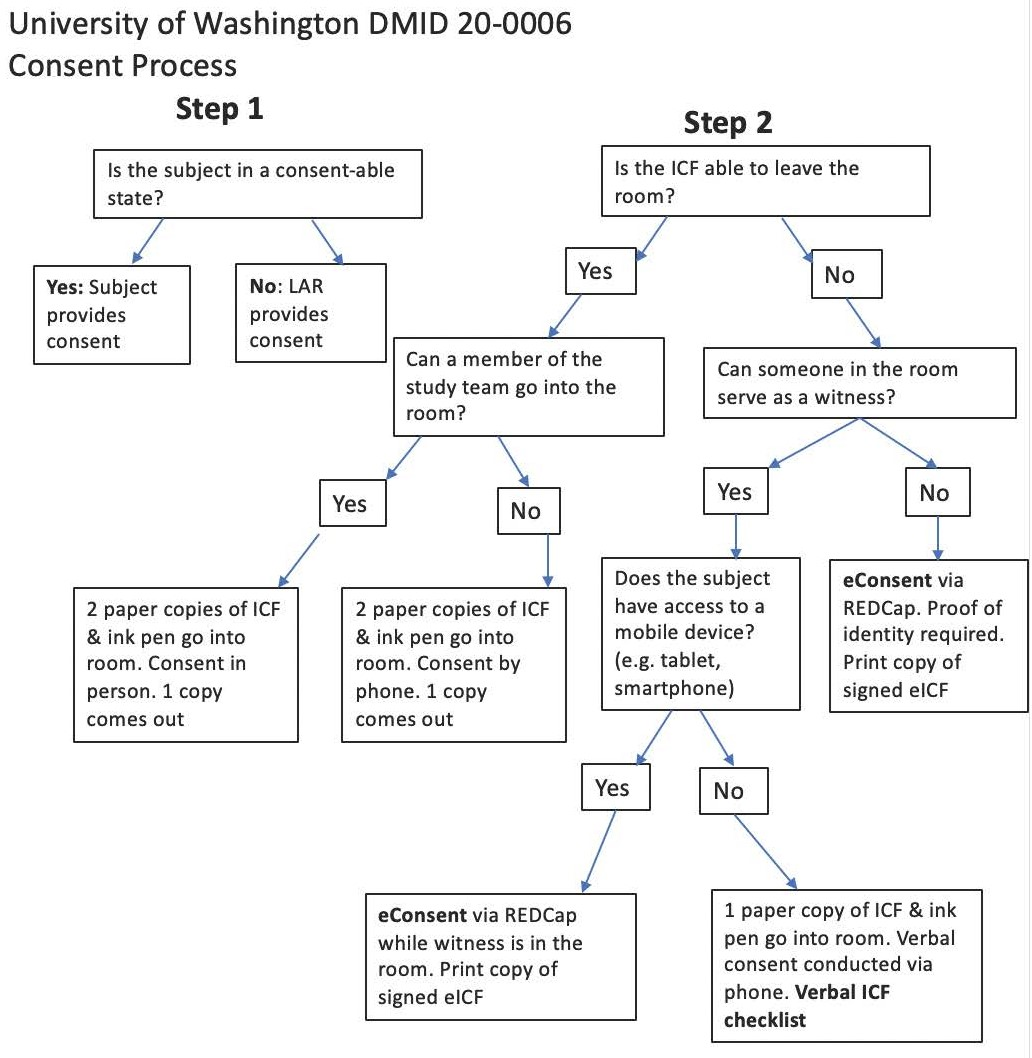 University of Washington DMID 20-0006
Consent Process
Step 1
Is the subject in a consent-able
state?
Yes: Subject
provides
consent
No: LAR
provides
consent
Step 2
Is the ICF able to leave the
room?
Yes
No
Can a member of the
study team go into the
room?
Can someone in the room
serve as a witness?
Yes
No
Yes
No
2 paper copies of ICF
& ink pen go into
room. Consent in
person. 1 copy
comes out
2 paper copies of ICF
& ink pen go into
room. Consent by
phone. 1 copy
comes out
Does the subject
have access to a
mobile device?
(e.g. tablet,
smartphone)
eConsent via
REDCap. Proof of
identity required.
Print copy of
signed eICF
Yes
No
eConsent via REDCap
while witness is in the
room. Print copy of
signed eICF
1 paper copy of ICF & ink
pen go into room. Verbal
consent conducted via
phone. Verbal ICF
checklist